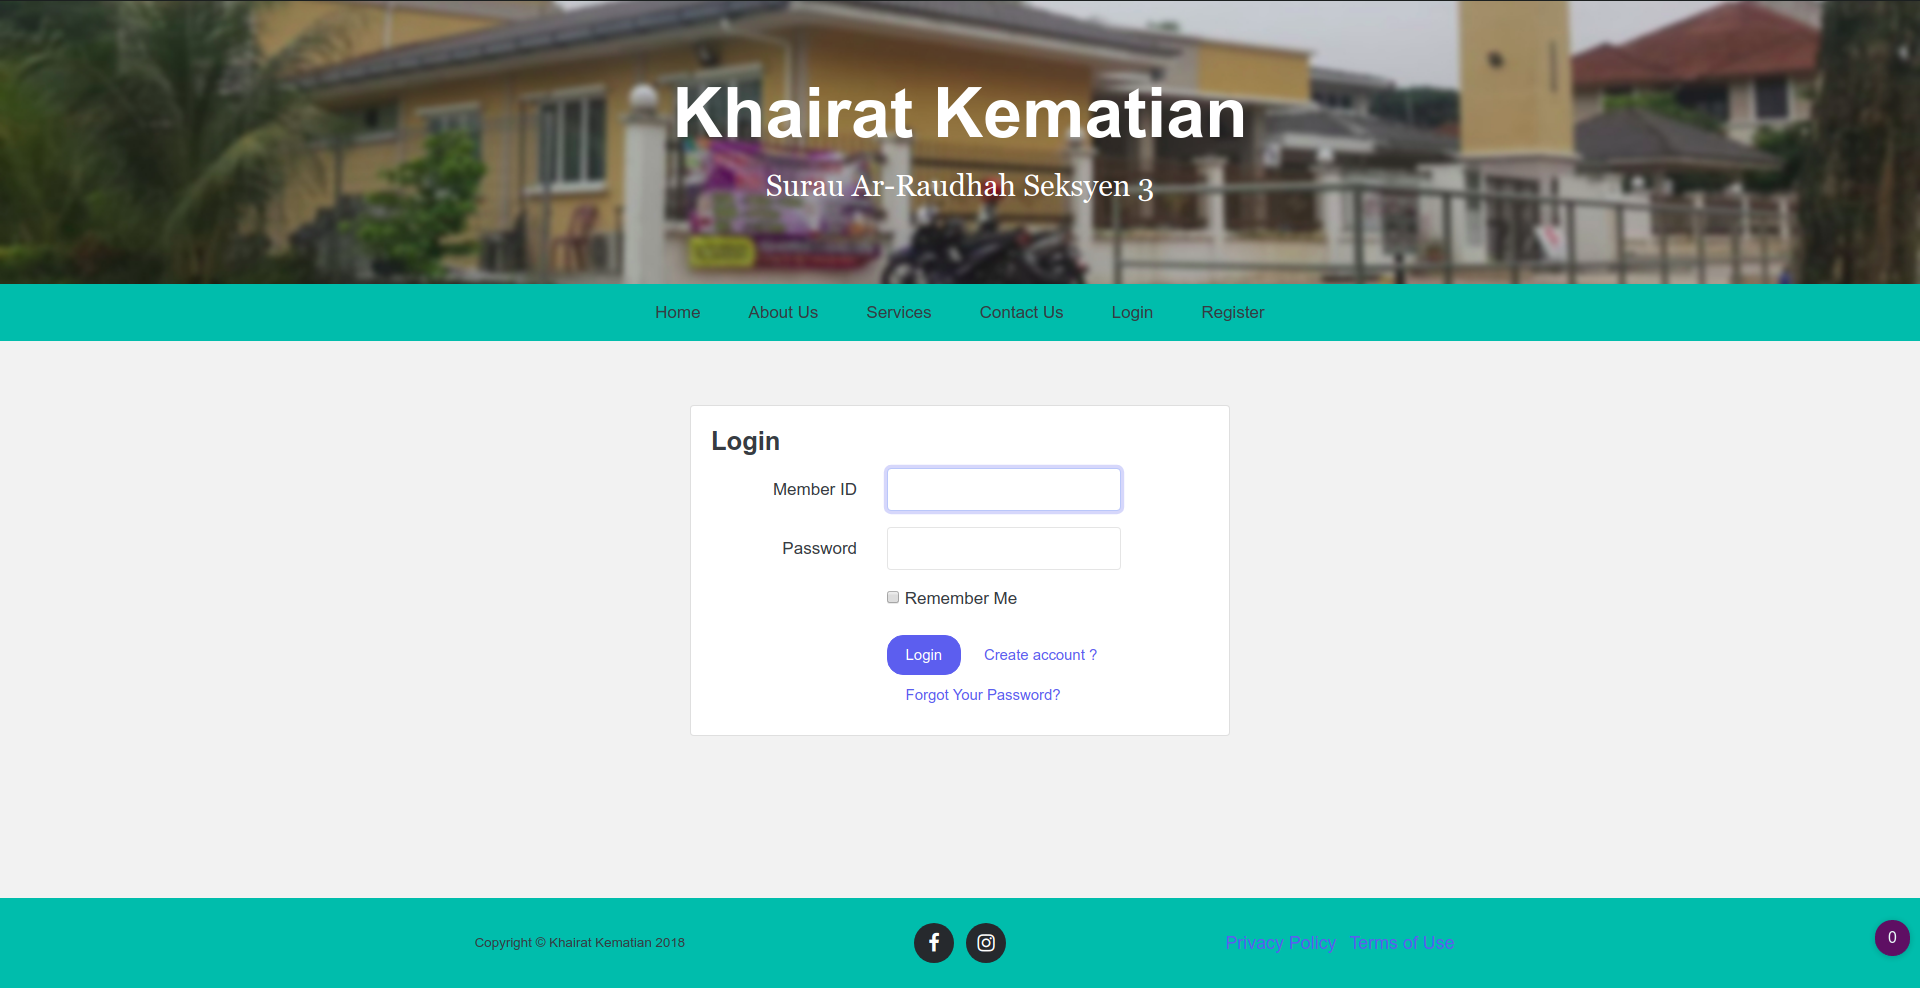 Khairat Kematian
Surau Ar-Raudhah Seksyen 3
Home About Us Services Contact Us Login Register
Login
Member ID
Password
Remember Me
Login Create account ?
Forgot Your Password?
Copyright © Khairat Kematian 2018
Privacy Policy Terms of Use
0